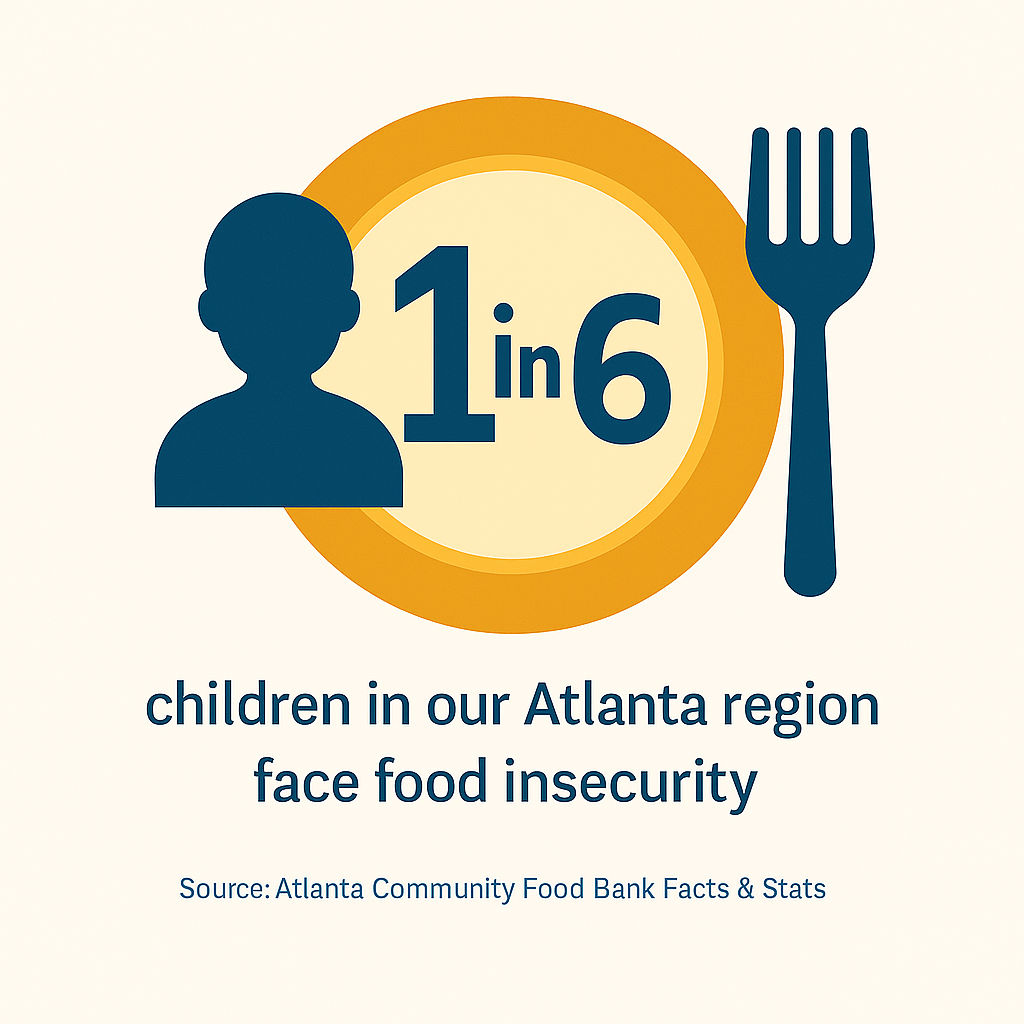 1 in 6
children in our Atlanta region
face food insecurity
Source: Atlanta Community Food Bank Facts & Stats